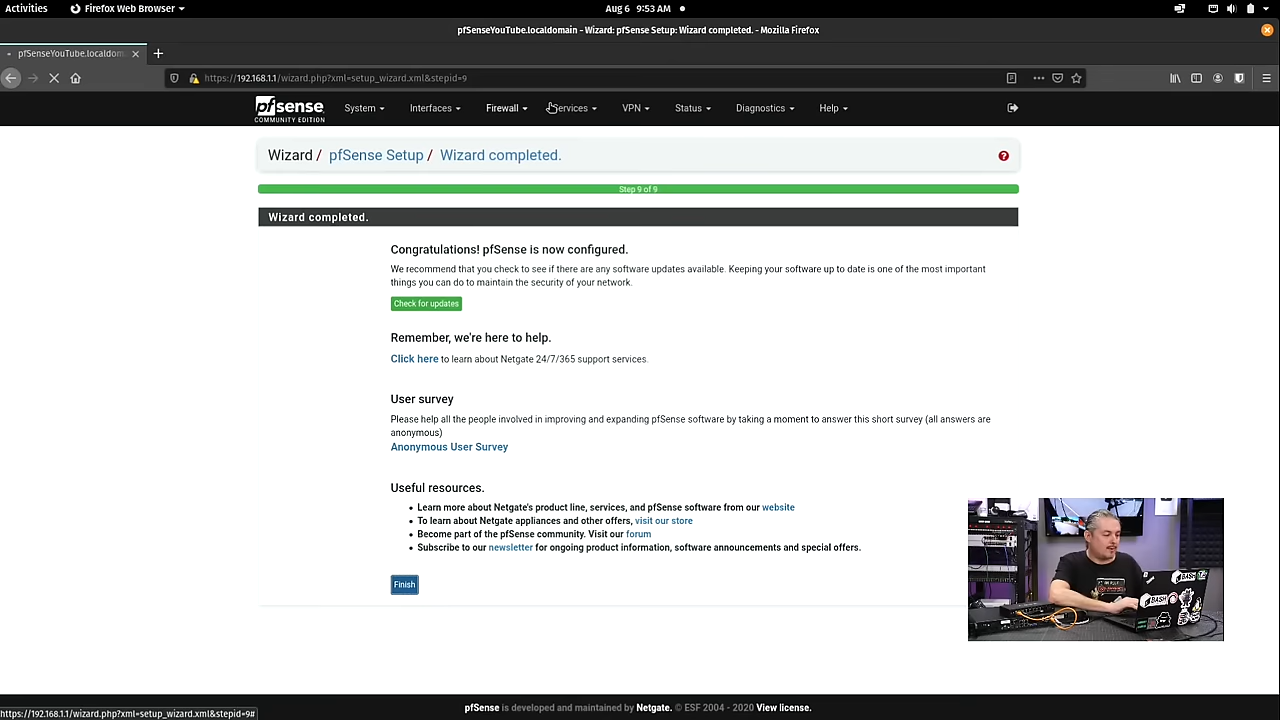 Activities
Firefox Web Browser
Aug 6 9:53 AM
pfSenseYouTube.localdomain - Wizard: pfSense Setup: Wizard completed. - Mozilla Firefox
pfSenseYouTube.localdomain
https://192.168.1.1/wizard.php?xml=setup_wizard.xml&stepid=9
pfsense
COMMUNITY EDITION
System
Interfaces
Firewall
Services
VPN
Status
Diagnostics
Help
Wizard / pfSense Setup / Wizard completed.
Step 9 of 9
Wizard completed.
Congratulations! pfSense is now configured.
We recommend that you check to see if there are any software updates available. Keeping your software up to date is one of the most important
things you can do to maintain the security of your network.
Check for updates
Remember, we're here to help.
Click here to learn about Netgate 24/7/365 support services.
User survey
Please help all the people involved in improving and expanding pfSense software by taking a moment to answer this short survey (all answers are
anonymous)
Anonymous User Survey
Useful resources.
• Learn more about Netgate's product line, services, and pfSense software from our website
• To learn about Netgate appliances and other offers, visit our store
• Become part of the pfSense community. Visit our forum
• Subscribe to our newsletter for ongoing product information, software announcements and special offers.
BASH
BASH
Finish
pfSense is developed and maintained by Netgate. © ESF 2004 - 2020 View license.
https://192.168.1.1/wizard.php?xml=setup_wizard.xml&stepid=9#